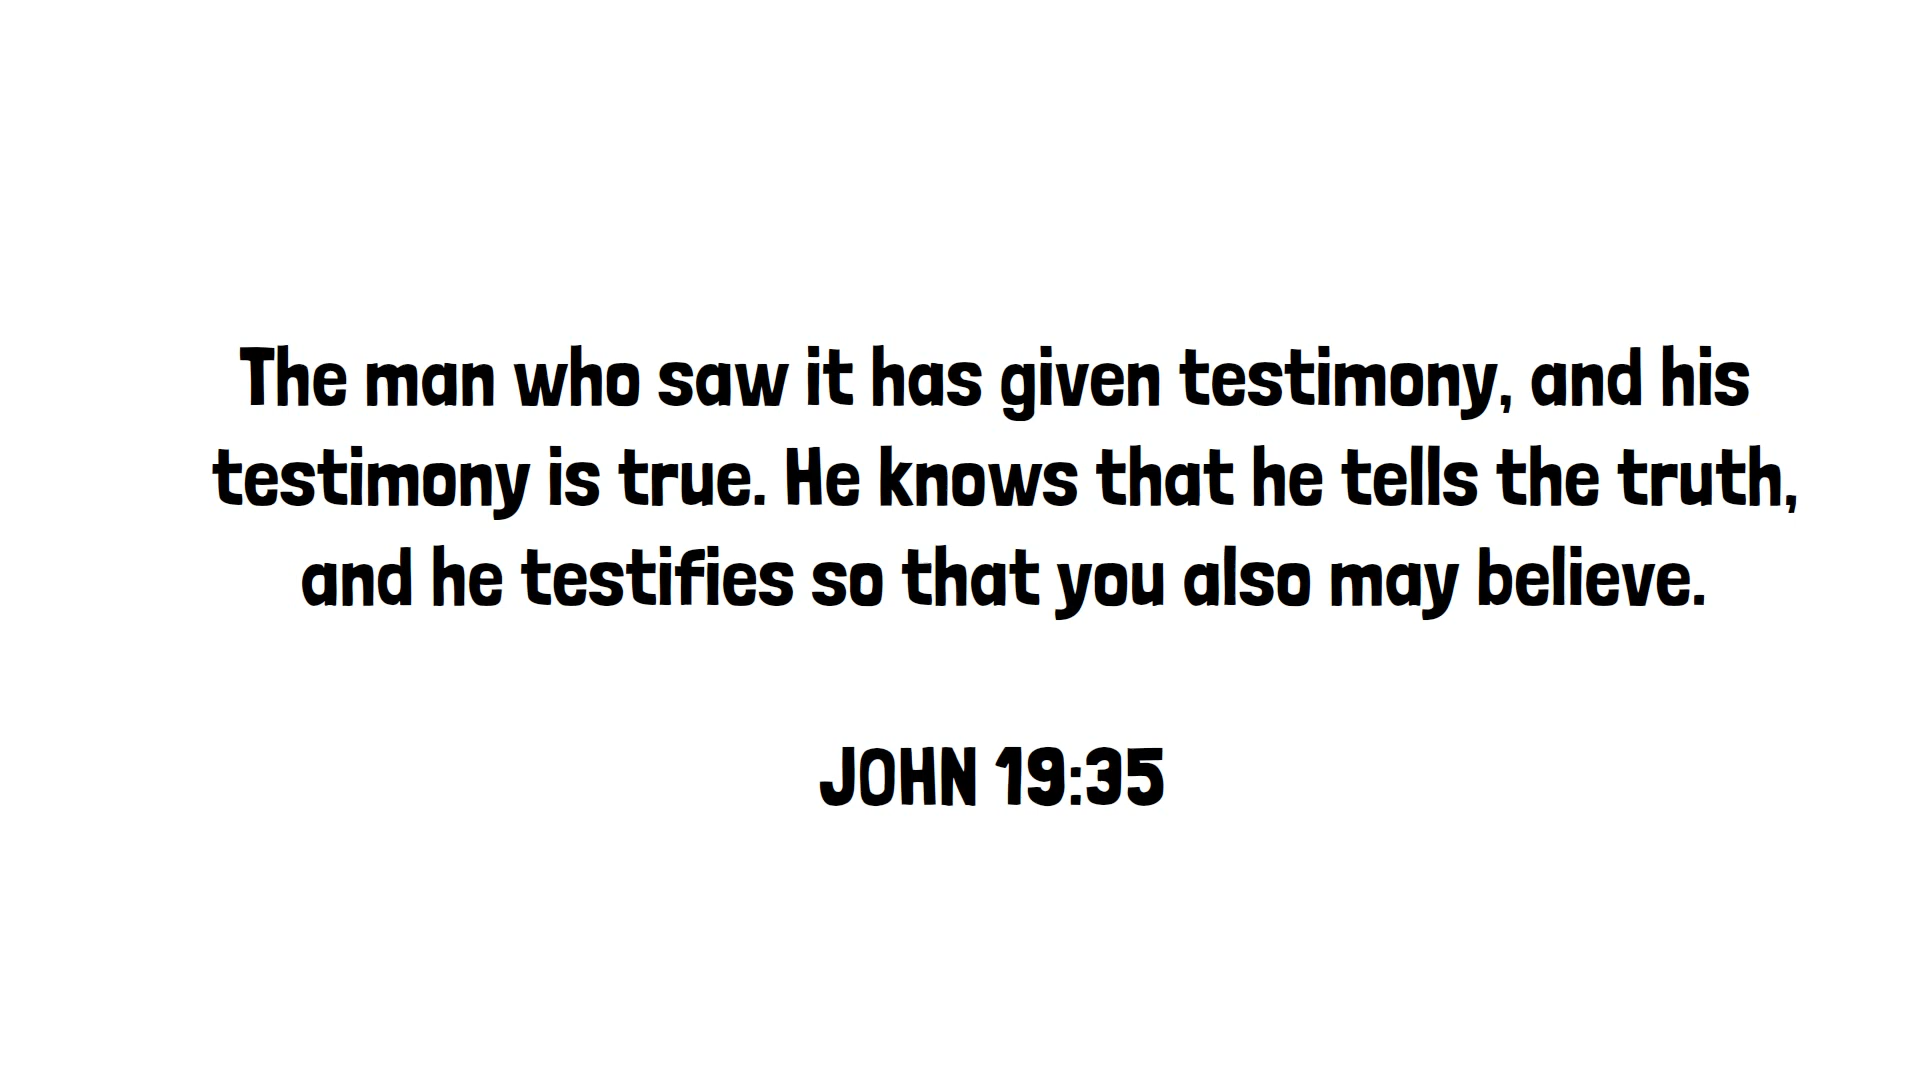 The man who saw it has given testimony, and his
testimony is true. He knows that he tells the truth,
and he testifies so that you also may believe.
JOHN 19:35